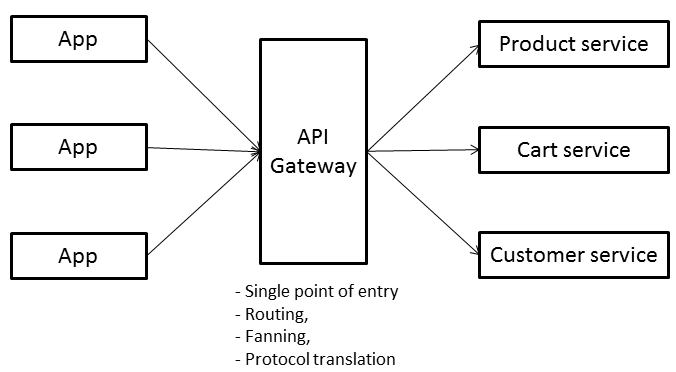 App
App
App
API
Gateway
Product service
Cart service
Customer service
- Single point of entry
- Routing,
- Fanning,
- Protocol translation